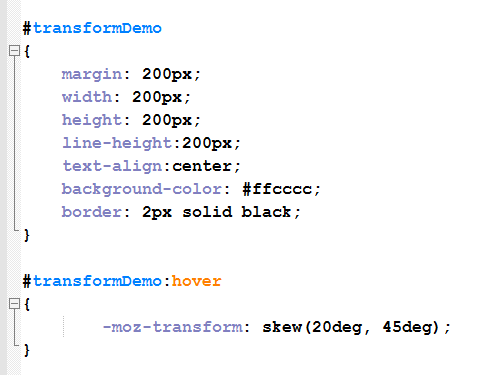 #transformDemo
{
margin: 200px;
width: 200px;
height: 200px;
line-height:200px;
text-align:center;
background-color: #ffcccc;
border: 2px solid black;
}
#transformDemo:hover
{
-moz-transform: skew(20deg, 45deg);
}